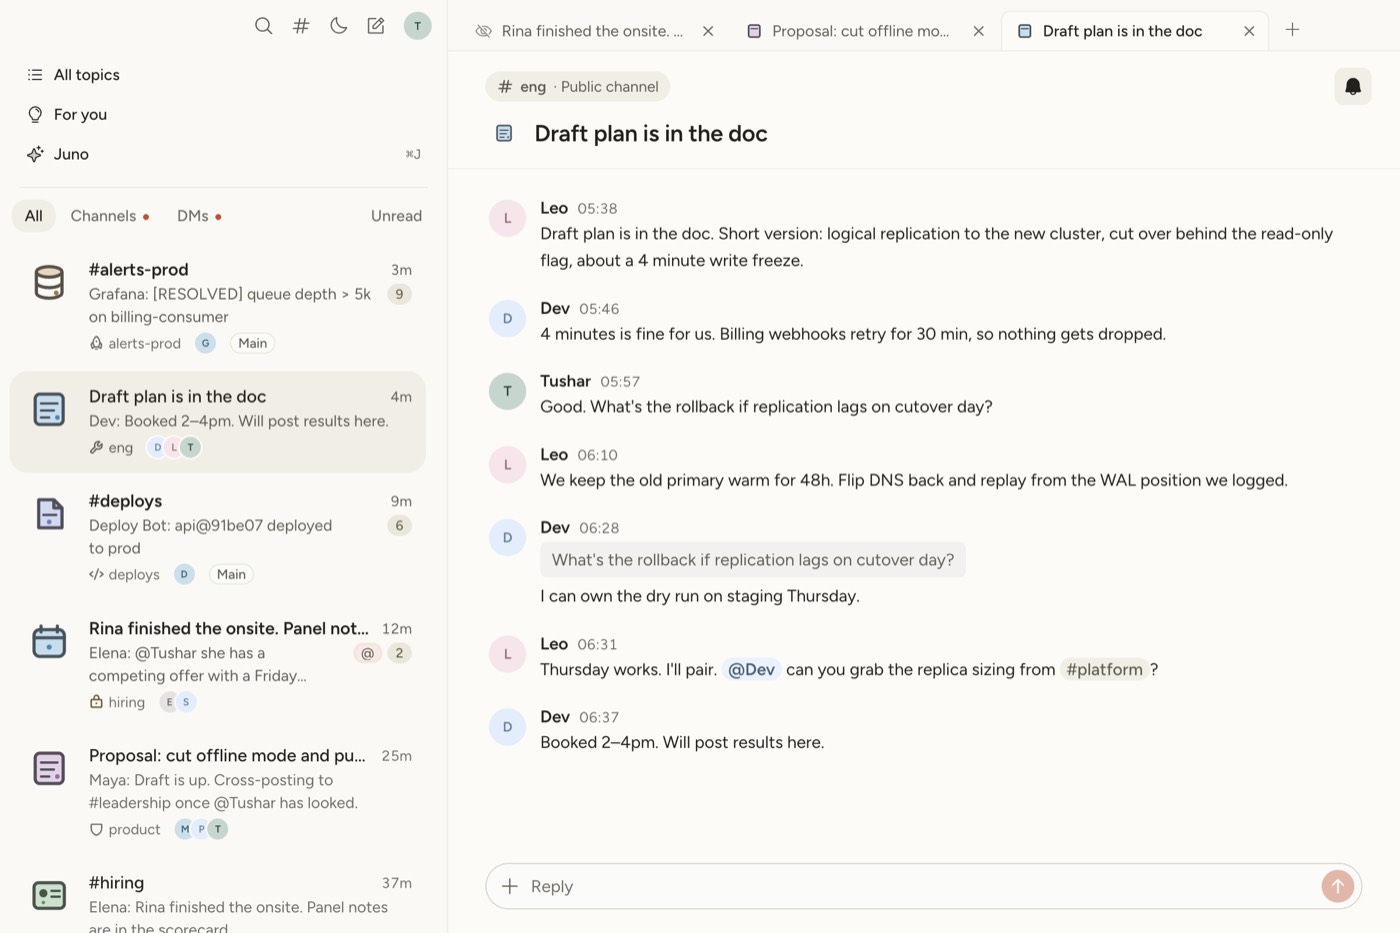 T
All topics
For you
Juno
⌘J
All
Channels
DMs
Unread
#alerts-prod
3m
Grafana: [RESOLVED] queue depth > 5k
9
on billing-consumer
alerts-prod
G
Main
Draft plan is in the doc
4m
Dev: Booked 2–4pm. Will post results here.
eng
D L T
#deploys
9m
Deploy Bot: api@91be07 deployed
6
to prod
deploys
D
Main
Rina finished the onsite. Panel not...
12m
Elena: @Tushar she has a
@
2
competing offer with a Friday...
hiring
E S
Proposal: cut offline mode and pu...
25m
Maya: Draft is up. Cross-posting to
#leadership once @Tushar has looked.
product
M P T
#hiring
37m
Elena: Rina finished the onsite. Panel notes
are in the scorecard
Rina finished the onsite. ...
Proposal: cut offline mo...
Draft plan is in the doc
# eng · Public channel
Draft plan is in the doc
L
Leo 05:38
Draft plan is in the doc. Short version: logical replication to the new cluster, cut over behind the read-only
flag, about a 4 minute write freeze.
D
Dev 05:46
4 minutes is fine for us. Billing webhooks retry for 30 min, so nothing gets dropped.
T
Tushar 05:57
Good. What's the rollback if replication lags on cutover day?
L
Leo 06:10
We keep the old primary warm for 48h. Flip DNS back and replay from the WAL position we logged.
D
Dev 06:28
What's the rollback if replication lags on cutover day?
I can own the dry run on staging Thursday.
L
Leo 06:31
Thursday works. I'll pair. @Dev can you grab the replica sizing from #platform ?
D
Dev 06:37
Booked 2–4pm. Will post results here.
Reply